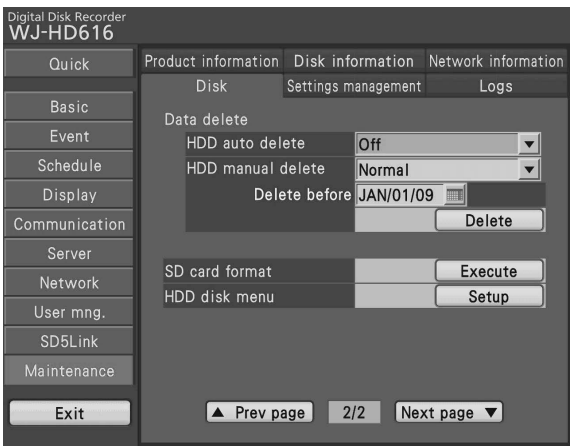 Digital Disk Recorder
WJ-HD616
Quick
Basic
Event
Schedule
Display
Communication
Server
Network
User mng.
SD5Link
Maintenance
Exit
Product information Disk information Network information
Disk Settings management Logs
Data delete
HDD auto delete Off
HDD manual delete Normal
Delete before JAN/01/09
Delete
SD card format Execute
HDD disk menu Setup
Prev page 2/2 Next page